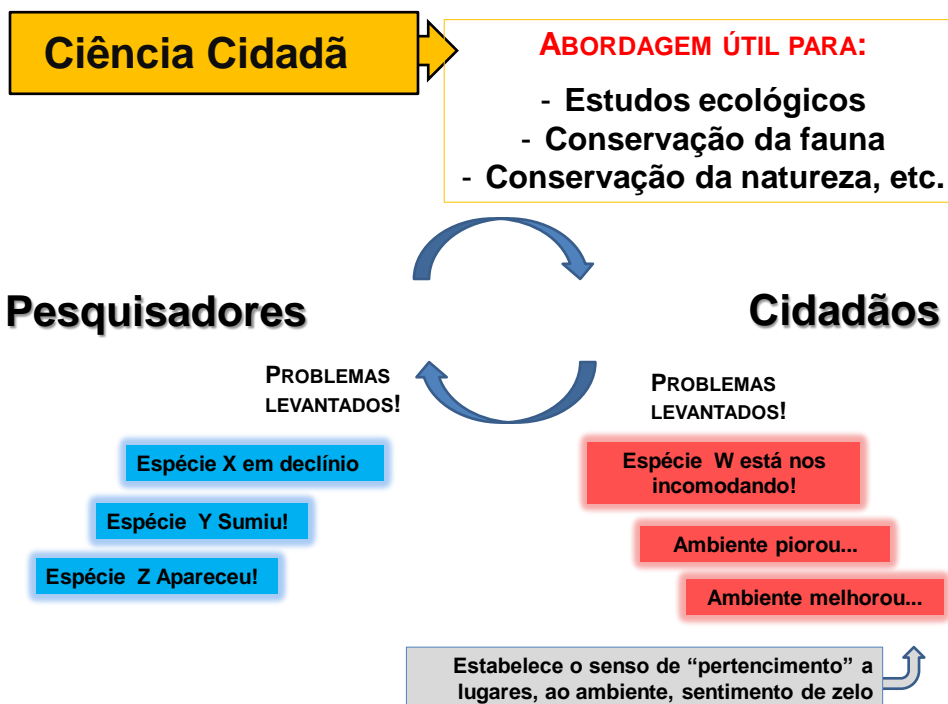 Ciência Cidadã
ABORDAGEM ÚTIL PARA:
- Estudos ecológicos
- Conservação da fauna
- Conservação da natureza, etc.
Pesquisadores
Cidadãos
PROBLEMAS
LEVANTADOS!
PROBLEMAS
LEVANTADOS!
Espécie X em declínio
Espécie Y Sumiu!
Espécie Z Apareceu!
Espécie W está nos
incomodando!
Ambiente piorou...
Ambiente melhorou...
Estabelece o senso de “pertencimento” a
lugares, ao ambiente, sentimento de zelo